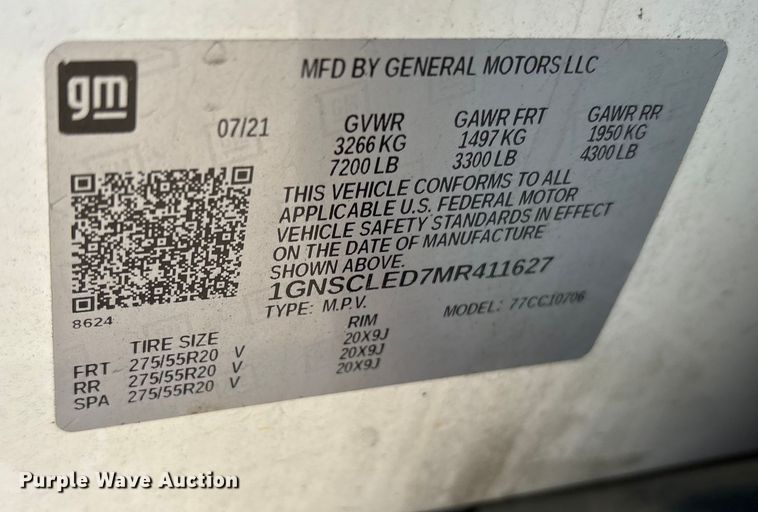 gm
MFD BY GENERAL MOTORS LLC
07/21
GVWR GAWR FRT GAWR RR
3266 KG 1497 KG 1950 KG
7200 LB 3300 LB 4300 LB
THIS VEHICLE CONFORMS TO ALL
APPLICABLE U.S. FEDERAL MOTOR
VEHICLE SAFETY STANDARDS IN EFFECT
ON THE DATE OF MANUFACTURE
SHOWN ABOVE.
1GNSCLED7MR411627
8624
TYPE: M.P.V. MODEL: 77CC10706
TIRE SIZE RIM
FRT 275/55R20 V 20X9J
RR 275/55R20 V 20X9J
SPA 275/55R20 V 20X9J
Purple Wave Auction